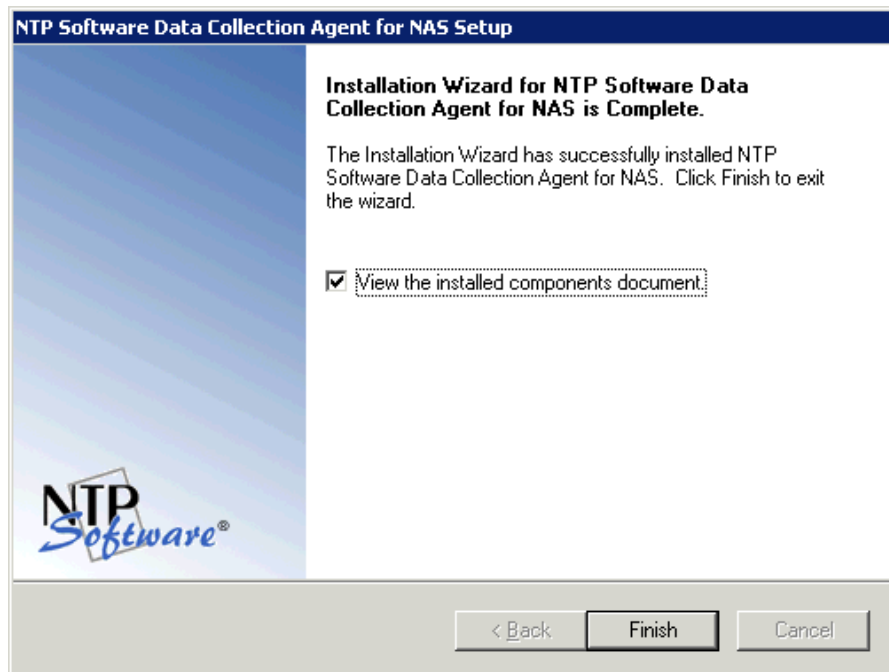 NTP Software Data Collection Agent for NAS Setup
Installation Wizard for NTP Software Data
Collection Agent for NAS is Complete.
The Installation Wizard has successfully installed NTP
Software Data Collection Agent for NAS.  Click Finish to exit
the wizard.
View the installed components document.
NTP
Software®
< Back
Finish
Cancel